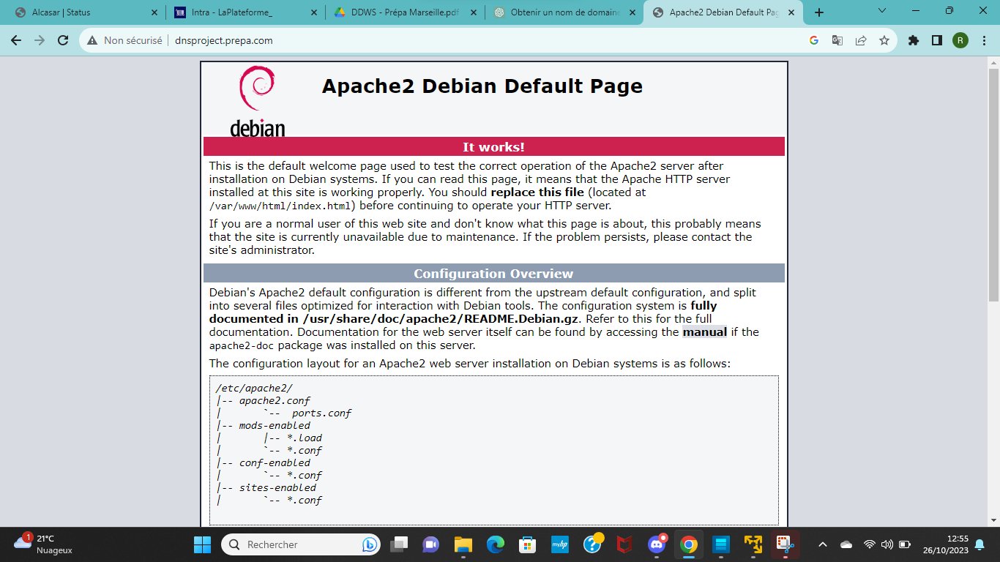 Alcasar | Status
Intra - LaPlateforme_
DDWS - Prépa Marseille.pdf
Obtenir un nom de domaine
Apache2 Debian Default Pag
Non sécurisé
dnsproject.prepa.com
G
R
debian
Apache2 Debian Default Page
It works!
This is the default welcome page used to test the correct operation of the Apache2 server after
installation on Debian systems. If you can read this page, it means that the Apache HTTP server
installed at this site is working properly. You should replace this file (located at
/var/www/html/index.html) before continuing to operate your HTTP server.
If you are a normal user of this web site and don't know what this page is about, this probably means
that the site is currently unavailable due to maintenance. If the problem persists, please contact the
site's administrator.
Configuration Overview
Debian's Apache2 default configuration is different from the upstream default configuration, and split
into several files optimized for interaction with Debian tools. The configuration system is fully
documented in /usr/share/doc/apache2/README.Debian.gz. Refer to this for the full
documentation. Documentation for the web server itself can be found by accessing the manual if the
apache2-doc package was installed on this server.
The configuration layout for an Apache2 web server installation on Debian systems is as follows:
/etc/apache2/
|-- apache2.conf
|       `--  ports.conf
|-- mods-enabled
|       |-- *.load
|       `-- *.conf
|-- conf-enabled
|       `-- *.conf
|-- sites-enabled
|       `-- *.conf
1
21°C
Nuageux
Rechercher
myhp
12:55
26/10/2023